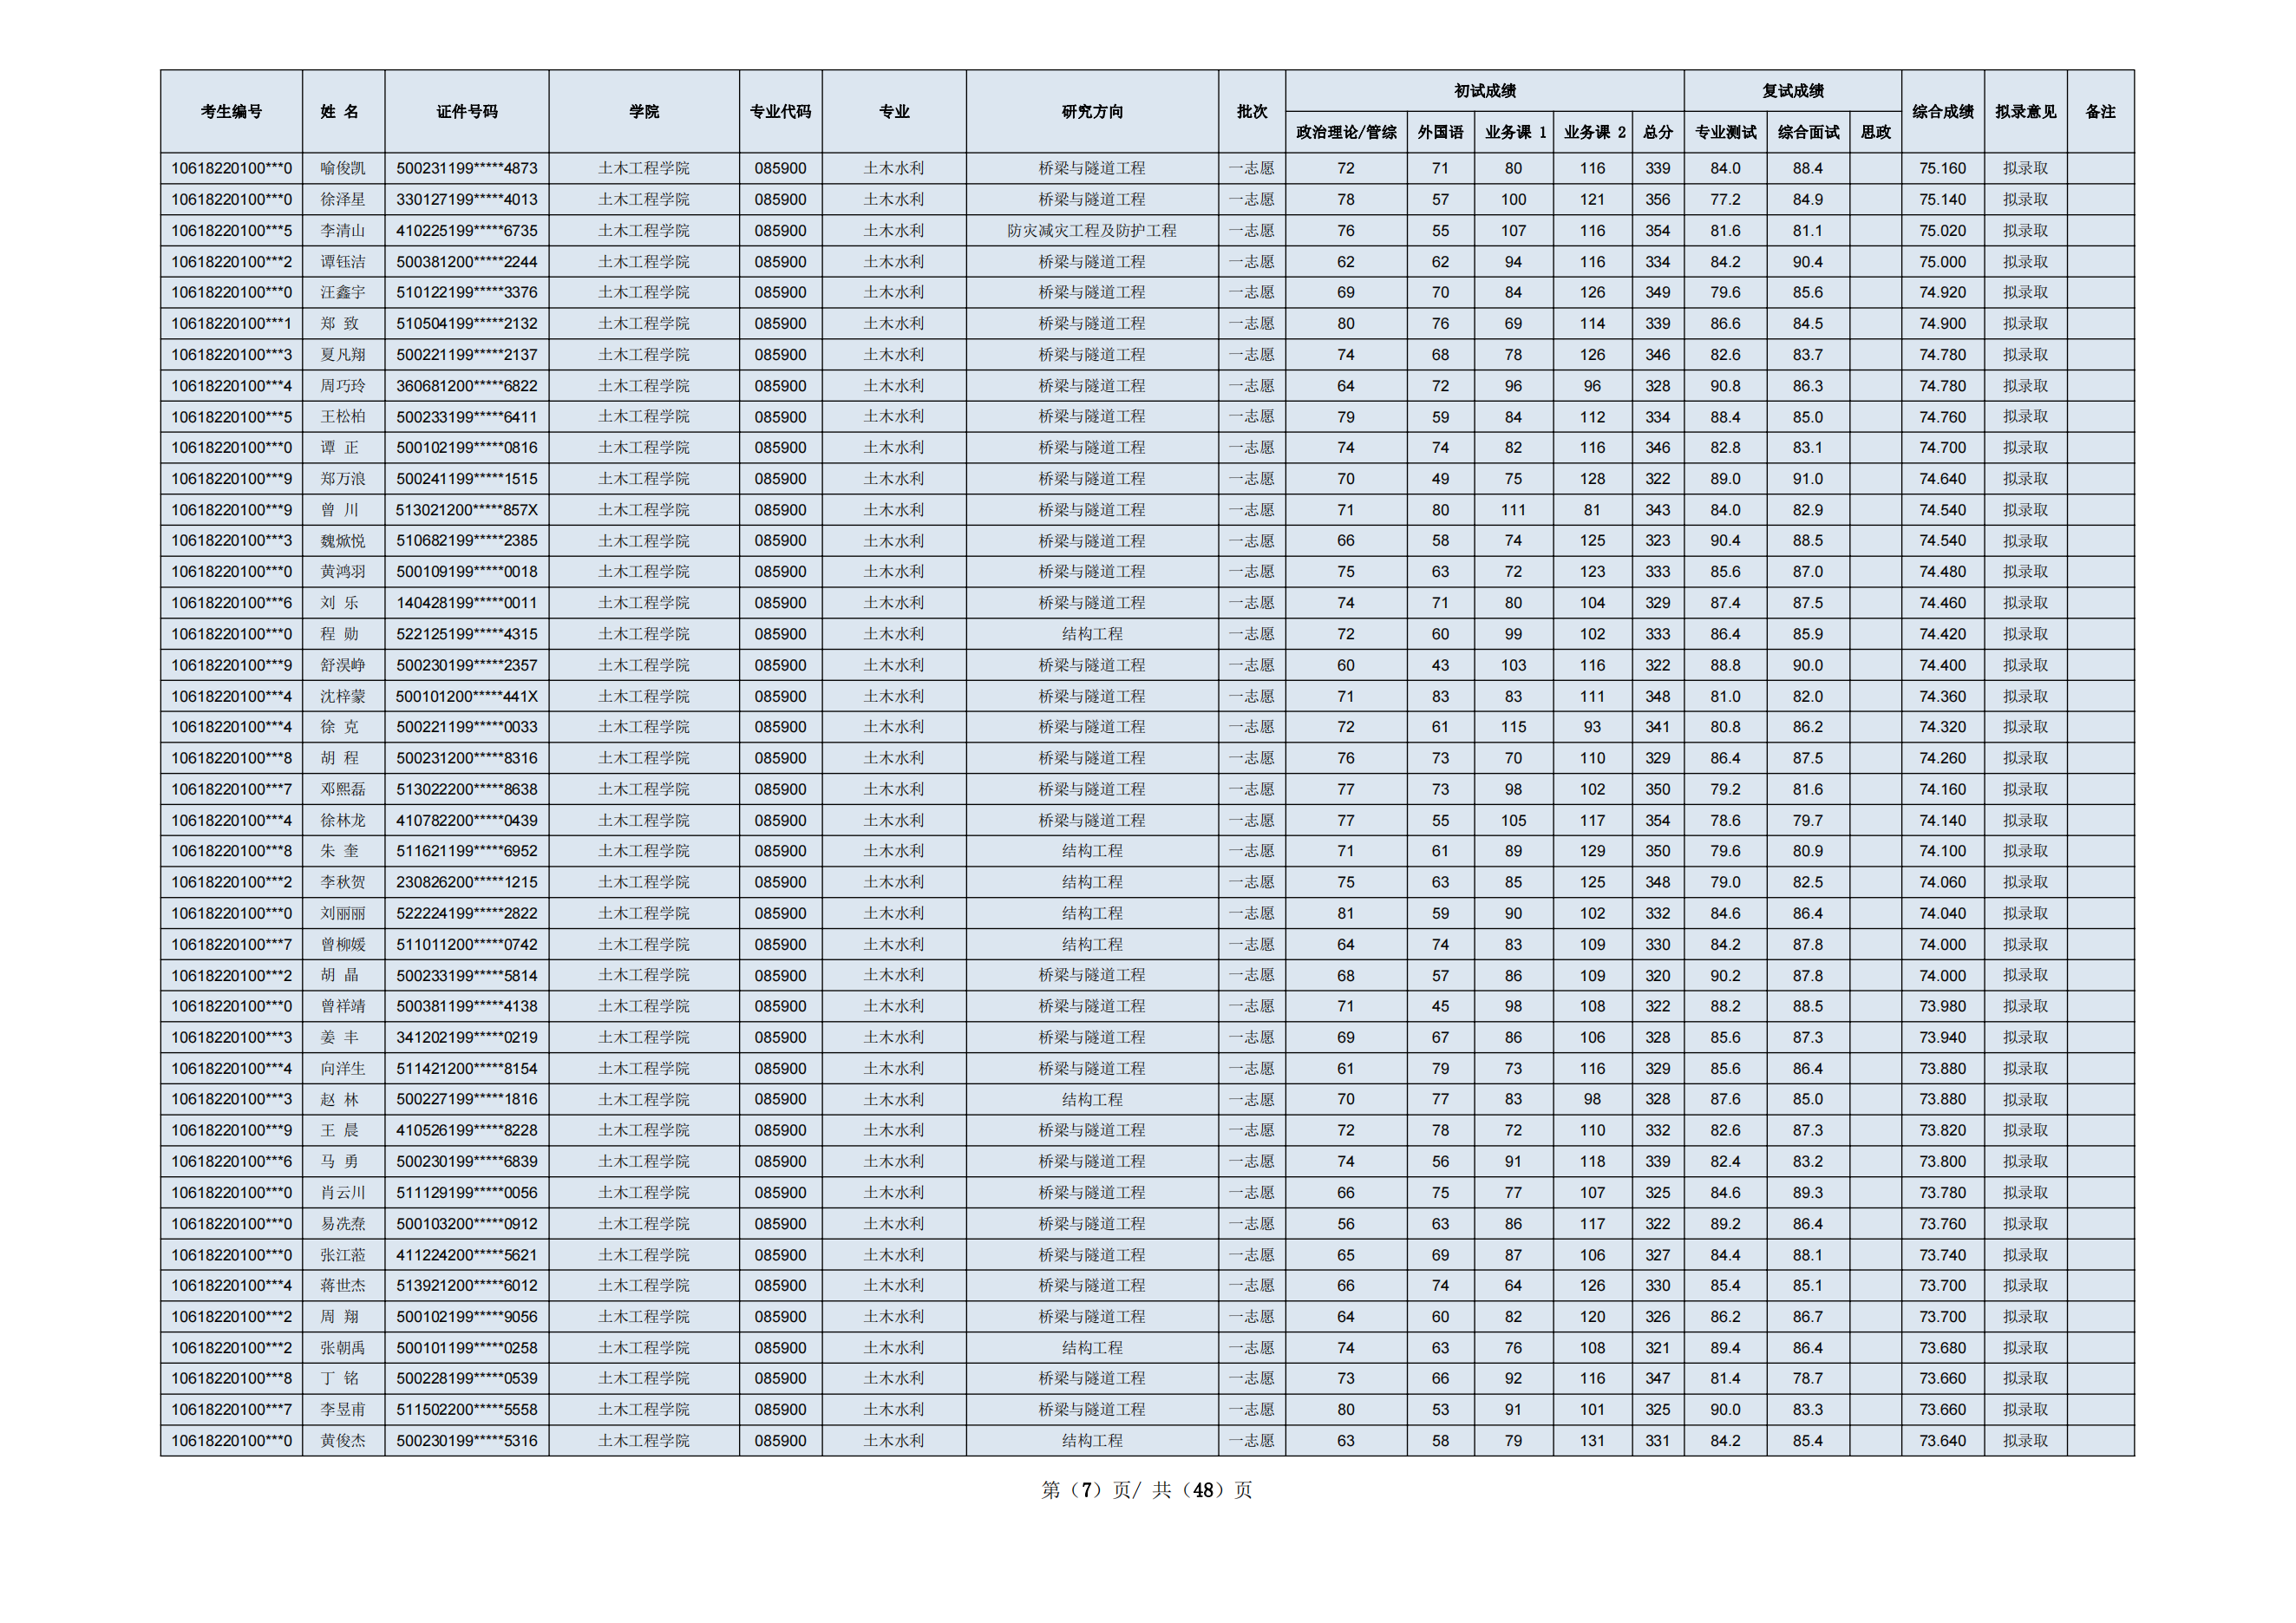 考生编号 姓 名 证件号码 学院 专业代码 专业 研究方向 批次 初试成绩 复试成绩 综合成绩 拟录意见 备注
政治理论/管综 外国语 业务课 1 业务课 2 总分 专业测试 综合面试 思政
10618220100***0 喻俊凯 500231199*****4873 土木工程学院 085900 土木水利 桥梁与隧道工程 一志愿 72 71 80 116 339 84.0 88.4 75.160 拟录取
10618220100***0 徐泽星 330127199*****4013 土木工程学院 085900 土木水利 桥梁与隧道工程 一志愿 78 57 100 121 356 77.2 84.9 75.140 拟录取
10618220100***5 李清山 410225199*****6735 土木工程学院 085900 土木水利 防灾减灾工程及防护工程 一志愿 76 55 107 116 354 81.6 81.1 75.020 拟录取
10618220100***2 谭钰洁 500381200*****2244 土木工程学院 085900 土木水利 桥梁与隧道工程 一志愿 62 62 94 116 334 84.2 90.4 75.000 拟录取
10618220100***0 汪鑫宇 510122199*****3376 土木工程学院 085900 土木水利 桥梁与隧道工程 一志愿 69 70 84 126 349 79.6 85.6 74.920 拟录取
10618220100***1 郑 致 510504199*****2132 土木工程学院 085900 土木水利 桥梁与隧道工程 一志愿 80 76 69 114 339 86.6 84.5 74.900 拟录取
10618220100***3 夏凡翔 500221199*****2137 土木工程学院 085900 土木水利 桥梁与隧道工程 一志愿 74 68 78 126 346 82.6 83.7 74.780 拟录取
10618220100***4 周巧玲 360681200*****6822 土木工程学院 085900 土木水利 桥梁与隧道工程 一志愿 64 72 96 96 328 90.8 86.3 74.780 拟录取
10618220100***5 王松柏 500233199*****6411 土木工程学院 085900 土木水利 桥梁与隧道工程 一志愿 79 59 84 112 334 88.4 85.0 74.760 拟录取
10618220100***0 谭 正 500102199*****0816 土木工程学院 085900 土木水利 桥梁与隧道工程 一志愿 74 74 82 116 346 82.8 83.1 74.700 拟录取
10618220100***9 郑万浪 500241199*****1515 土木工程学院 085900 土木水利 桥梁与隧道工程 一志愿 70 49 75 128 322 89.0 91.0 74.640 拟录取
10618220100***9 曾 川 513021200*****857X 土木工程学院 085900 土木水利 桥梁与隧道工程 一志愿 71 80 111 81 343 84.0 82.9 74.540 拟录取
10618220100***3 魏焮悦 510682199*****2385 土木工程学院 085900 土木水利 桥梁与隧道工程 一志愿 66 58 74 125 323 90.4 88.5 74.540 拟录取
10618220100***0 黄鸿羽 500109199*****0018 土木工程学院 085900 土木水利 桥梁与隧道工程 一志愿 75 63 72 123 333 85.6 87.0 74.480 拟录取
10618220100***6 刘 乐 140428199*****0011 土木工程学院 085900 土木水利 桥梁与隧道工程 一志愿 74 71 80 104 329 87.4 87.5 74.460 拟录取
10618220100***0 程 勋 522125199*****4315 土木工程学院 085900 土木水利 结构工程 一志愿 72 60 99 102 333 86.4 85.9 74.420 拟录取
10618220100***9 舒淏峥 500230199*****2357 土木工程学院 085900 土木水利 桥梁与隧道工程 一志愿 60 43 103 116 322 88.8 90.0 74.400 拟录取
10618220100***4 沈梓蒙 500101200*****441X 土木工程学院 085900 土木水利 桥梁与隧道工程 一志愿 71 83 83 111 348 81.0 82.0 74.360 拟录取
10618220100***4 徐 克 500221199*****0033 土木工程学院 085900 土木水利 桥梁与隧道工程 一志愿 72 61 115 93 341 80.8 86.2 74.320 拟录取
10618220100***8 胡 程 500231200*****8316 土木工程学院 085900 土木水利 桥梁与隧道工程 一志愿 76 73 70 110 329 86.4 87.5 74.260 拟录取
10618220100***7 邓熙磊 513022200*****8638 土木工程学院 085900 土木水利 桥梁与隧道工程 一志愿 77 73 98 102 350 79.2 81.6 74.160 拟录取
10618220100***4 徐林龙 410782200*****0439 土木工程学院 085900 土木水利 桥梁与隧道工程 一志愿 77 55 105 117 354 78.6 79.7 74.140 拟录取
10618220100***8 朱 奎 511621199*****6952 土木工程学院 085900 土木水利 结构工程 一志愿 71 61 89 129 350 79.6 80.9 74.100 拟录取
10618220100***2 李秋贺 230826200*****1215 土木工程学院 085900 土木水利 结构工程 一志愿 75 63 85 125 348 79.0 82.5 74.060 拟录取
10618220100***0 刘丽丽 522224199*****2822 土木工程学院 085900 土木水利 结构工程 一志愿 81 59 90 102 332 84.6 86.4 74.040 拟录取
10618220100***7 曾柳媛 511011200*****0742 土木工程学院 085900 土木水利 结构工程 一志愿 64 74 83 109 330 84.2 87.8 74.000 拟录取
10618220100***2 胡 晶 500233199*****5814 土木工程学院 085900 土木水利 桥梁与隧道工程 一志愿 68 57 86 109 320 90.2 87.8 74.000 拟录取
10618220100***0 曾祥靖 500381199*****4138 土木工程学院 085900 土木水利 桥梁与隧道工程 一志愿 71 45 98 108 322 88.2 88.5 73.980 拟录取
10618220100***3 姜 丰 341202199*****0219 土木工程学院 085900 土木水利 桥梁与隧道工程 一志愿 69 67 86 106 328 85.6 87.3 73.940 拟录取
10618220100***4 向洋生 511421200*****8154 土木工程学院 085900 土木水利 桥梁与隧道工程 一志愿 61 79 73 116 329 85.6 86.4 73.880 拟录取
10618220100***3 赵 林 500227199*****1816 土木工程学院 085900 土木水利 结构工程 一志愿 70 77 83 98 328 87.6 85.0 73.880 拟录取
10618220100***9 王 晨 410526199*****8228 土木工程学院 085900 土木水利 桥梁与隧道工程 一志愿 72 78 72 110 332 82.6 87.3 73.820 拟录取
10618220100***6 马 勇 500230199*****6839 土木工程学院 085900 土木水利 桥梁与隧道工程 一志愿 74 56 91 118 339 82.4 83.2 73.800 拟录取
10618220100***0 肖云川 511129199*****0056 土木工程学院 085900 土木水利 桥梁与隧道工程 一志愿 66 75 77 107 325 84.6 89.3 73.780 拟录取
10618220100***0 500103200*****0912 土木工程学院 085900 土木水利 桥梁与隧道工程 一志愿 56 63 86 117 322 89.2 86.4 73.760 拟录取
10618220100***0 张江菰 411224200*****5621 土木工程学院 085900 土木水利 桥梁与隧道工程 一志愿 65 69 87 106 327 84.4 88.1 73.740 拟录取
10618220100***4 蒋世杰 513921200*****6012 土木工程学院 085900 土木水利 桥梁与隧道工程 一志愿 66 74 64 126 330 85.4 85.1 73.700 拟录取
10618220100***2 周 翔 500102199*****9056 土木工程学院 085900 土木水利 桥梁与隧道工程 一志愿 64 60 82 120 326 86.2 86.7 73.700 拟录取
10618220100***2 张朝禹 500101199*****0258 土木工程学院 085900 土木水利 结构工程 一志愿 74 63 76 108 321 89.4 86.4 73.680 拟录取
10618220100***8 丁 铭 500228199*****0539 土木工程学院 085900 土木水利 桥梁与隧道工程 一志愿 73 66 92 116 347 81.4 78.7 73.660 拟录取
10618220100***7 李昱甫 511502200*****5558 土木工程学院 085900 土木水利 桥梁与隧道工程 一志愿 80 53 91 101 325 90.0 83.3 73.660 拟录取
10618220100***0 黄俊杰 500230199*****5316 土木工程学院 085900 土木水利 结构工程 一志愿 63 58 79 131 331 84.2 85.4 73.640 拟录取
第（7）页/ 共（48）页